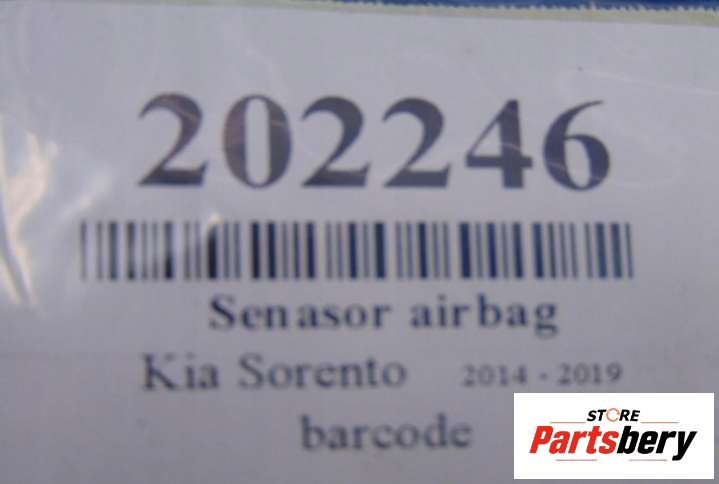 202246
Senasor airbag
Kia Sorento 2014 - 2019
barcode
STORE
Partsbery